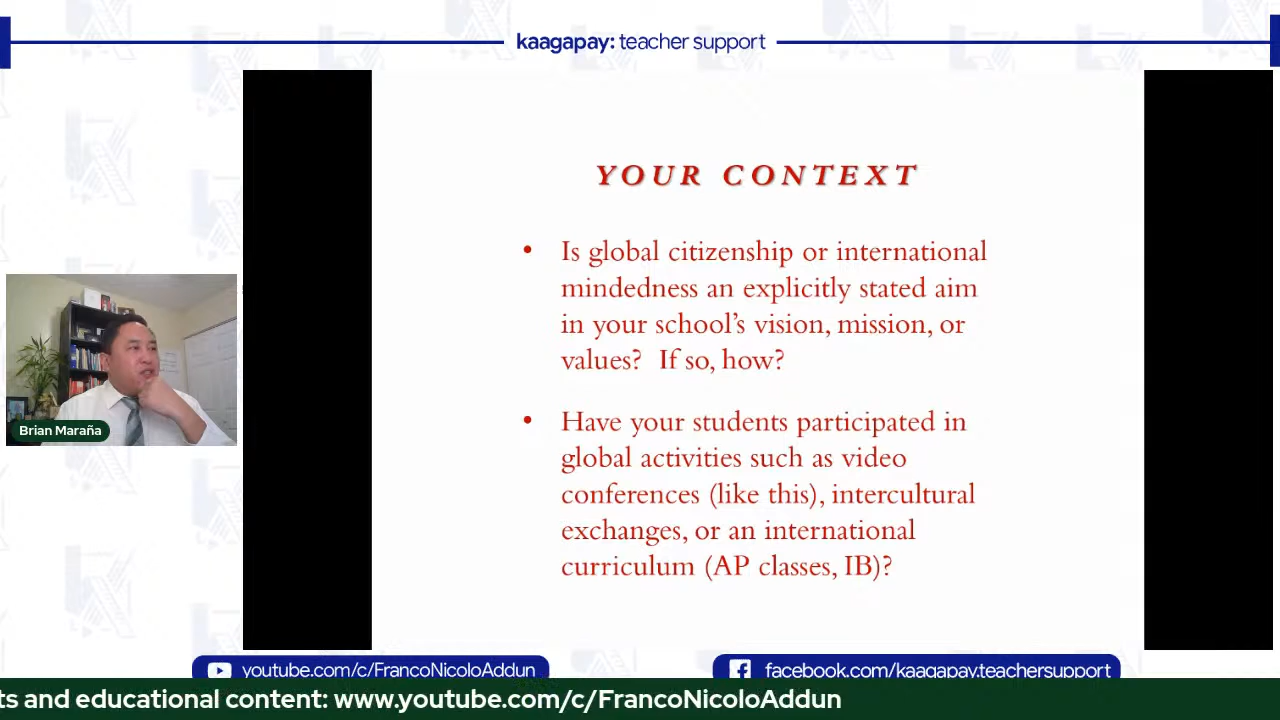 kaagapay: teacher support
YOUR CONTEXT
• Is global citizenship or international
mindedness an explicitly stated aim
in your school’s vision, mission, or
values? If so, how?
• Have your students participated in
global activities such as video
conferences (like this), intercultural
exchanges, or an international
curriculum (AP classes, IB)?
Brian Maraña
youtube.com/c/FrancoNicoloAddun
facebook.com/kaagapay.teachersupport
ts and educational content: www.youtube.com/c/FrancoNicoloAddun